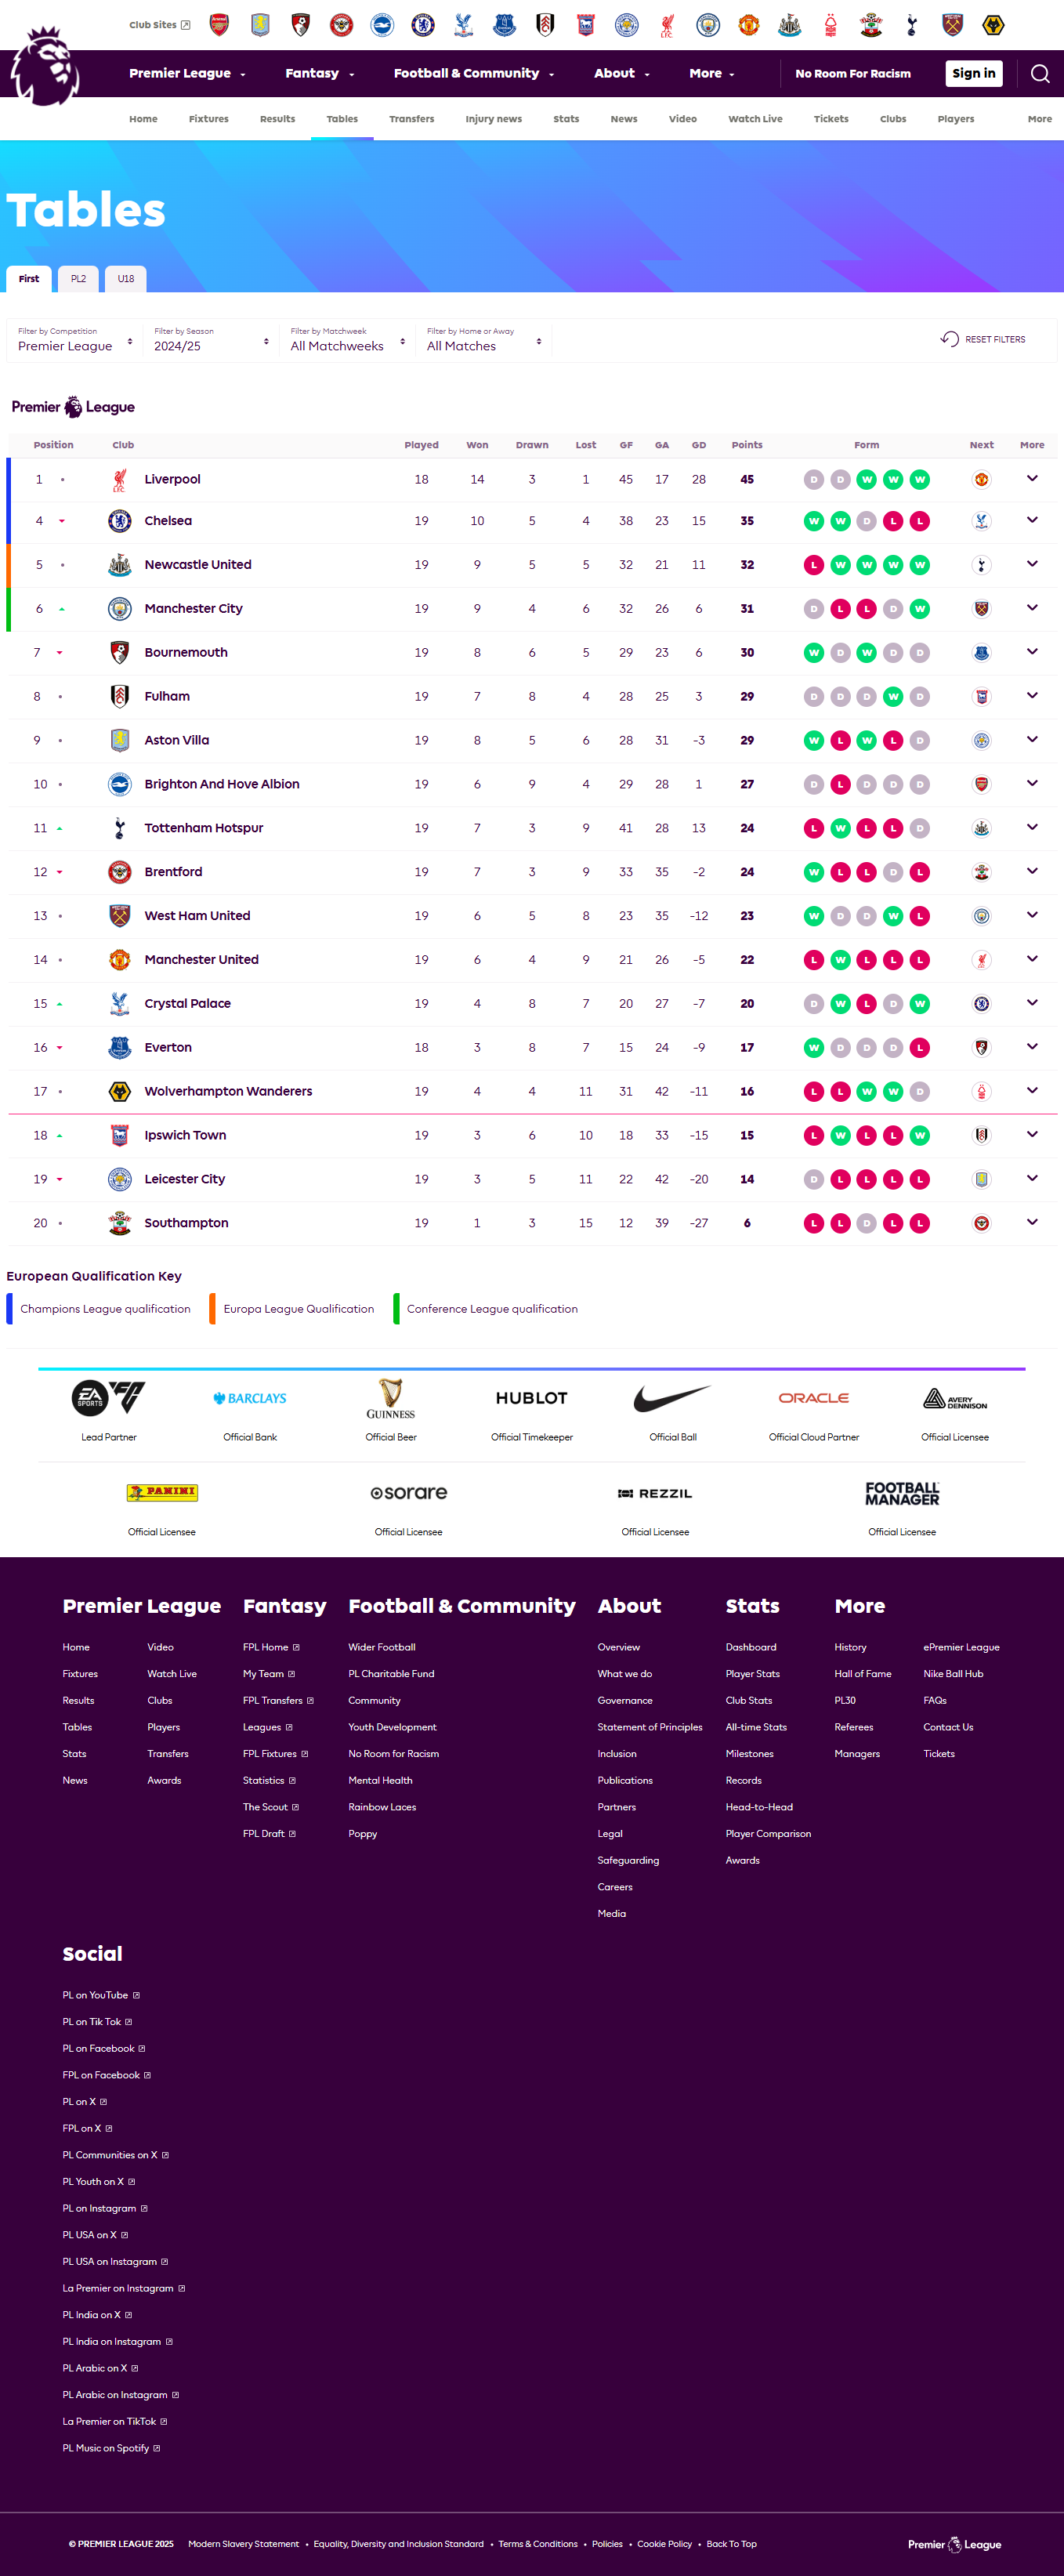 Club Sites
Premier League Fantasy Football & Community About More No Room For Racism Sign in
Home Fixtures Results Tables Transfers Injury news Stats News Video Watch Live Tickets Clubs Players More
Tables
First PL2 U18
Filter by Competition Filter by Season Filter by Matchweek Filter by Home or Away
Premier League 2024/25 All Matchweeks All Matches RESET FILTERS
Premier League
Position Club Played Won Drawn Lost GF GA GD Points Form Next More
1 Liverpool 18 14 3 1 45 17 28 45 D D W W W
4 Chelsea 19 10 5 4 38 23 15 35 W W D L L
5 Newcastle United 19 9 5 5 32 21 11 32 L W W W W
6 Manchester City 19 9 4 6 32 26 6 31 D L L D W
7 Bournemouth 19 8 6 5 29 23 6 30 W D W D D
8 Fulham 19 7 8 4 28 25 3 29 D D D W D
9 Aston Villa 19 8 5 6 28 31 -3 29 W L W L D
10 Brighton And Hove Albion 19 6 9 4 29 28 1 27 D L D D D
11 Tottenham Hotspur 19 7 3 9 41 28 13 24 L W L L D
12 Brentford 19 7 3 9 33 35 -2 24 W L L D L
13 West Ham United 19 6 5 8 23 35 -12 23 W D D W L
14 Manchester United 19 6 4 9 21 26 -5 22 L W L L L
15 Crystal Palace 19 4 8 7 20 27 -7 20 D W L D W
16 Everton 18 3 8 7 15 24 -9 17 W D D D L
17 Wolverhampton Wanderers 19 4 4 11 31 42 -11 16 L L W W D
18 Ipswich Town 19 3 6 10 18 33 -15 15 L W L L W
19 Leicester City 19 3 5 11 22 42 -20 14 D L L L L
20 Southampton 19 1 3 15 12 39 -27 6 L L D L L
European Qualification Key
Champions League qualification Europa League Qualification Conference League qualification
EA SPORTS FC BARCLAYS GUINNESS HUBLOT ORACLE AVERY DENNISON
Lead Partner Official Bank Official Beer Official Timekeeper Official Ball Official Cloud Partner Official Licensee
PANINI sorare REZZIL FOOTBALL MANAGER
Official Licensee Official Licensee Official Licensee Official Licensee
Premier League Fantasy Football & Community About Stats More
Home Video FPL Home Wider Football Overview Dashboard History ePremier League
Fixtures Watch Live My Team PL Charitable Fund What we do Player Stats Hall of Fame Nike Ball Hub
Results Clubs FPL Transfers Community Governance Club Stats PL30 FAQs
Tables Players Leagues Youth Development Statement of Principles All-time Stats Referees Contact Us
Stats Transfers FPL Fixtures No Room for Racism Inclusion Milestones Managers Tickets
News Awards Statistics Mental Health Publications Records
The Scout Rainbow Laces Partners Head-to-Head
FPL Draft Poppy Legal Player Comparison
Safeguarding Awards
Careers
Media
Social
PL on YouTube
PL on Tik Tok
PL on Facebook
FPL on Facebook
PL on X
FPL on X
PL Communities on X
PL Youth on X
PL on Instagram
PL USA on X
PL USA on Instagram
La Premier on Instagram
PL India on X
PL India on Instagram
PL Arabic on X
PL Arabic on Instagram
La Premier on TikTok
PL Music on Spotify
© PREMIER LEAGUE 2025 Modern Slavery Statement • Equality, Diversity and Inclusion Standard • Terms & Conditions • Policies • Cookie Policy • Back To Top Premier League